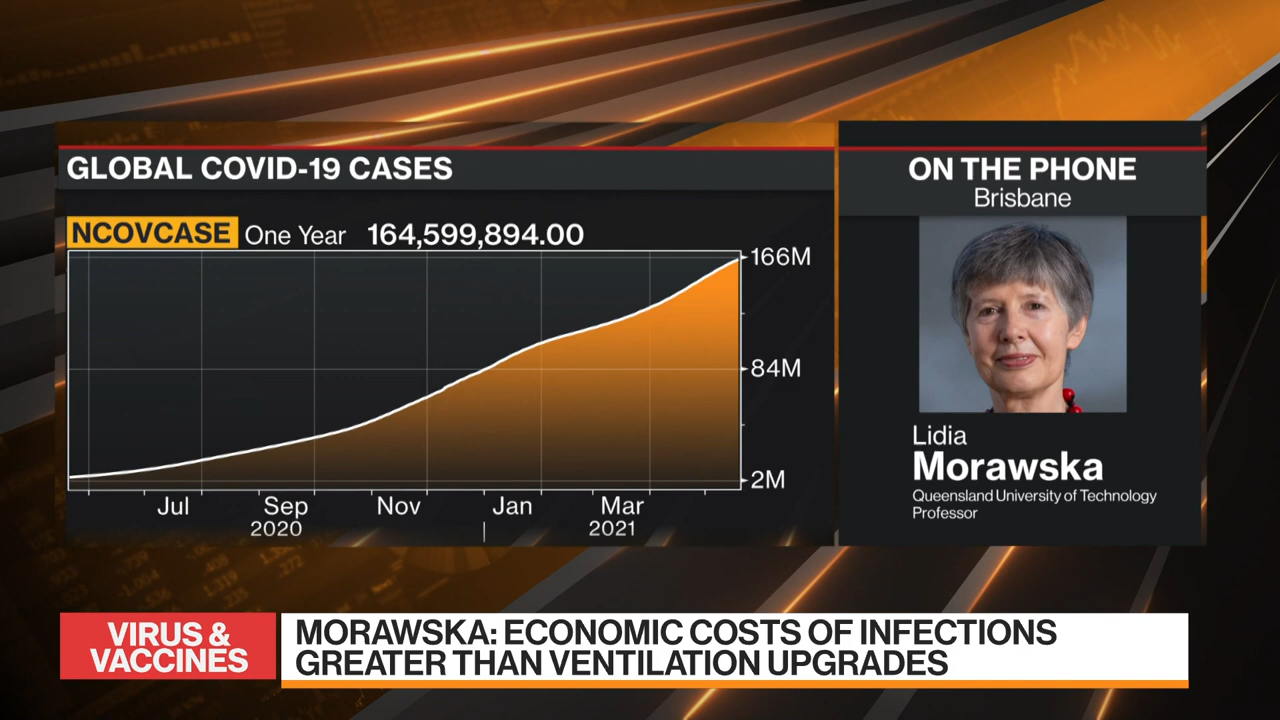 GLOBAL COVID-19 CASES
NCOVCASE One Year 164,599,894.00
166M
84M
2M
Jul Sep Nov Jan Mar
2020 2021
ON THE PHONE
Brisbane
Lidia
Morawska
Queensland University of Technology
Professor
VIRUS &
VACCINES
MORAWSKA: ECONOMIC COSTS OF INFECTIONS
GREATER THAN VENTILATION UPGRADES